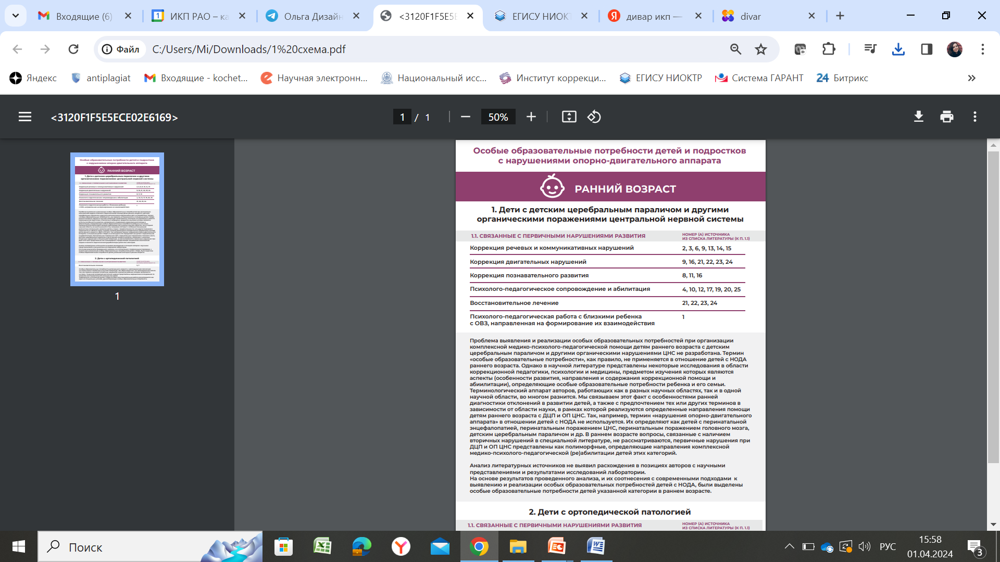 Входящие (6)
ИКП РАО – ка
Ольга Дизайн
<3120F1F5E5E
ЕГИСУ НИОКТ
дивар икп —
divar
Файл
C:/Users/Mi/Downloads/1%20схема.pdf
Яндекс
antiplagiat
Входящие - kochet...
Научная электронн...
Национальный исс...
Институт коррекци...
ЕГИСУ НИОКТР
Система ГАРАНТ
24 Битрикс
<3120F1F5E5ECE02E6169>
1 / 1
50%
1
Особые образовательные потребности детей и подростков
с нарушениями опорно-двигательного аппарата
РАННИЙ ВОЗРАСТ
1. Дети с детским церебральным параличом и другими
органическими поражениями центральной нервной системы
1.1. СВЯЗАННЫЕ С ПЕРВИЧНЫМИ НАРУШЕНИЯМИ РАЗВИТИЯ
НОМЕР (А) ИСТОЧНИКА
ИЗ СПИСКА ЛИТЕРАТУРЫ (К П. 1.1)
Коррекция речевых и коммуникативных нарушений
2, 3, 6, 9, 13, 14, 15
Коррекция двигательных нарушений
9, 16, 21, 22, 23, 24
Коррекция познавательного развития
8, 11, 16
Психолого-педагогическое сопровождение и абилитация
4, 10, 12, 17, 19, 20, 25
Восстановительное лечение
21, 22, 23, 24
Психолого-педагогическая работа с близкими ребенка
с ОВЗ, направленная на формирование их взаимодействия
1
Проблема выявления и реализации особых образовательных потребностей при организации
комплексной медико-психолого-педагогической помощи детям раннего возраста с детским
церебральным параличом и другими органическими нарушениями ЦНС не разработана. Термин
«особые образовательные потребности», как правило, не применяется в отношение детей с НОДА
раннего возраста. Однако в научной литературе представлены некоторые исследования в области
коррекционной педагогики, психологии и медицины, предметом изучения которых являются
аспекты (особенности развития, направления и содержания коррекционной помощи и
абиилитации), определяющие особые образовательные потребности ребенка и его семьи.
Терминологический аппарат авторов, работающих как в разных научных областях, так и в одной
научной области, во многом разнится. Мы связываем этот факт с особенностями ранней
диагностики отклонений в развитии детей, а также с предпочтением тех или других терминов в
зависимости от области науки, в рамках которой реализуются определенные направления помощи
детям раннего возраста с ДЦП и ОП ЦНС. Так, например, термин «нарушения опорно-двигательного
аппарата» в отношении детей с НОДА не используется. Их определяют как детей с перинатальной
энцефалопатией, перинатальным поражением ЦНС, перинатальным поражением головного мозга,
детским церебральным параличом и др. В раннем возрасте вопросы, связанные с наличием
вторичных нарушений в специальной литературе, не рассматриваются, первичные нарушения при
ДЦП и ОП ЦНС представлены как полиморфные, определяющие направления комплексной
медико-психолого-педагогической (ре)абилитации детей этих категорий.
Анализ литературных источников не выявил расхождения в позициях авторов с научными
представлениями и результатами исследований лаборатории.
На основе результатов проведенного анализа, и их соотнесения с современными подходами к
выявлению и реализации особых образовательных потребностей детей с НОДА, были выделены
особые образовательные потребности детей указанной категории в раннем возрасте.
2. Дети с ортопедической патологией
1.1. СВЯЗАННЫЕ С ПЕРВИЧНЫМИ НАРУШЕНИЯМИ РАЗВИТИЯ
НОМЕР (А) ИСТОЧНИКА
ИЗ СПИСКА ЛИТЕРАТУРЫ (К П. 1.1)
Поиск
РУС
15:58
01.04.2024
3